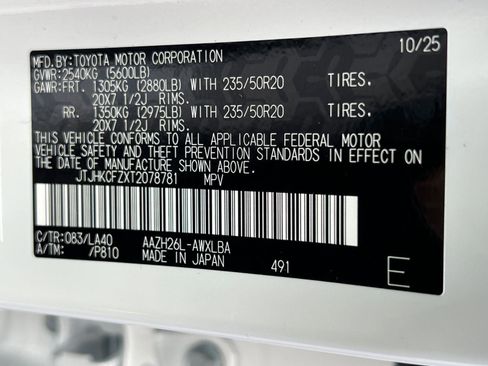 MFD.BY:TOYOTA MOTOR CORPORATION 10/25
GVWR:2540KG (5600LB)
GAWR:FRT. 1305KG (2880LB) WITH 235/50R20 TIRES,
20X7 1/2J RIMS.
RR. 1350KG (2975LB) WITH 235/50R20 TIRES,
20X7 1/2J RIMS.
THIS VEHICLE CONFORMS TO ALL APPLICABLE FEDERAL MOTOR
VEHICLE SAFETY AND THEFT PREVENTION STANDARDS IN EFFECT ON
THE DATE OF MANUFACTURE SHOWN ABOVE.
JTJHKCFZXT2078781 MPV
C/TR:083/LA40 AAZH26L-AWXLBA
A/TM: /P810 MADE IN JAPAN 491 E